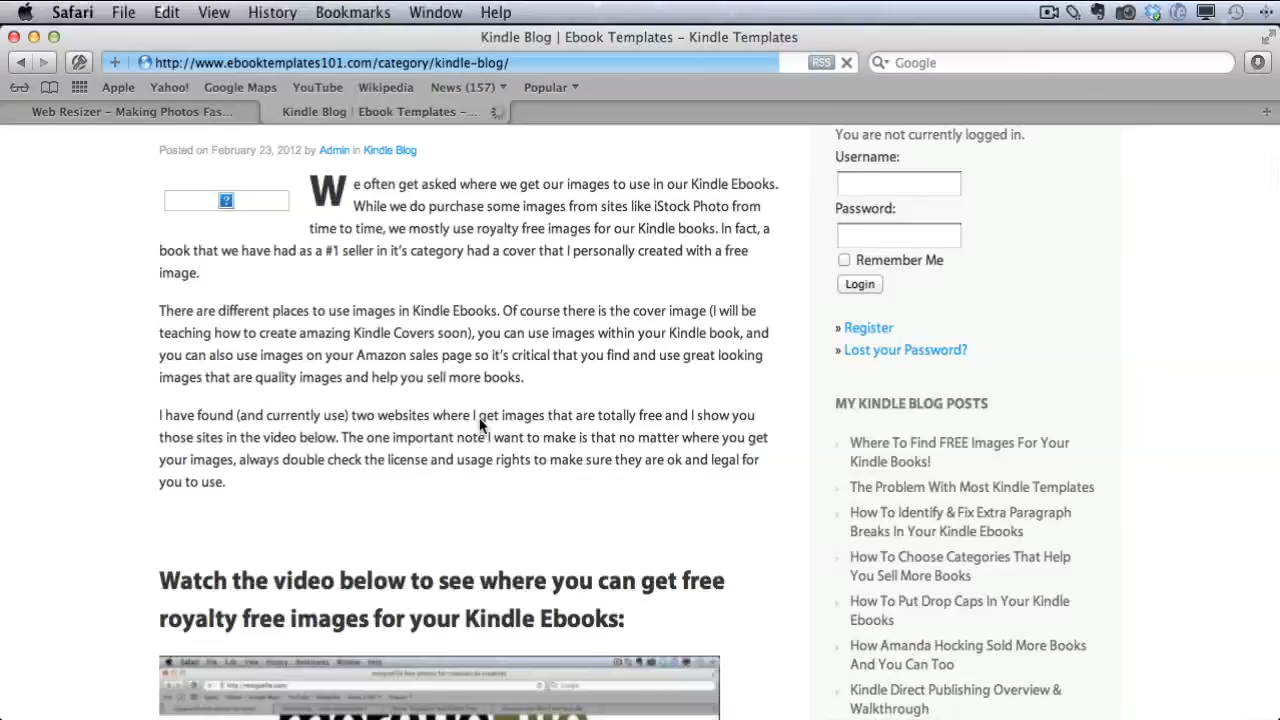 Safari File Edit View History Bookmarks Window Help
Kindle Blog | Ebook Templates – Kindle Templates
http://www.ebooktemplates101.com/category/kindle-blog/ RSS Google
Apple Yahoo! Google Maps YouTube Wikipedia News (157) Popular
Web Resizer – Making Photos Fas... Kindle Blog | Ebook Templates –...
Posted on February 23, 2012 by Admin in Kindle Blog
We often get asked where we get our images to use in our Kindle Ebooks.
While we do purchase some images from sites like iStock Photo from
time to time, we mostly use royalty free images for our Kindle books. In fact, a
book that we have had as a #1 seller in it's category had a cover that I personally created with a free
image.
There are different places to use images in Kindle Ebooks. Of course there is the cover image (I will be
teaching how to create amazing Kindle Covers soon), you can use images within your Kindle book, and
you can also use images on your Amazon sales page so it's critical that you find and use great looking
images that are quality images and help you sell more books.
I have found (and currently use) two websites where I get images that are totally free and I show you
those sites in the video below. The one important note I want to make is that no matter where you get
your images, always double check the license and usage rights to make sure they are ok and legal for
you to use.
Watch the video below to see where you can get free
royalty free images for your Kindle Ebooks:
You are not currently logged in.
Username:
Password:
Remember Me
Login
» Register
» Lost your Password?
MY KINDLE BLOG POSTS
Where To Find FREE Images For Your
Kindle Books!
The Problem With Most Kindle Templates
How To Identify & Fix Extra Paragraph
Breaks In Your Kindle Ebooks
How To Choose Categories That Help
You Sell More Books
How To Put Drop Caps In Your Kindle
Ebooks
How Amanda Hocking Sold More Books
And You Can Too
Kindle Direct Publishing Overview &
Walkthrough